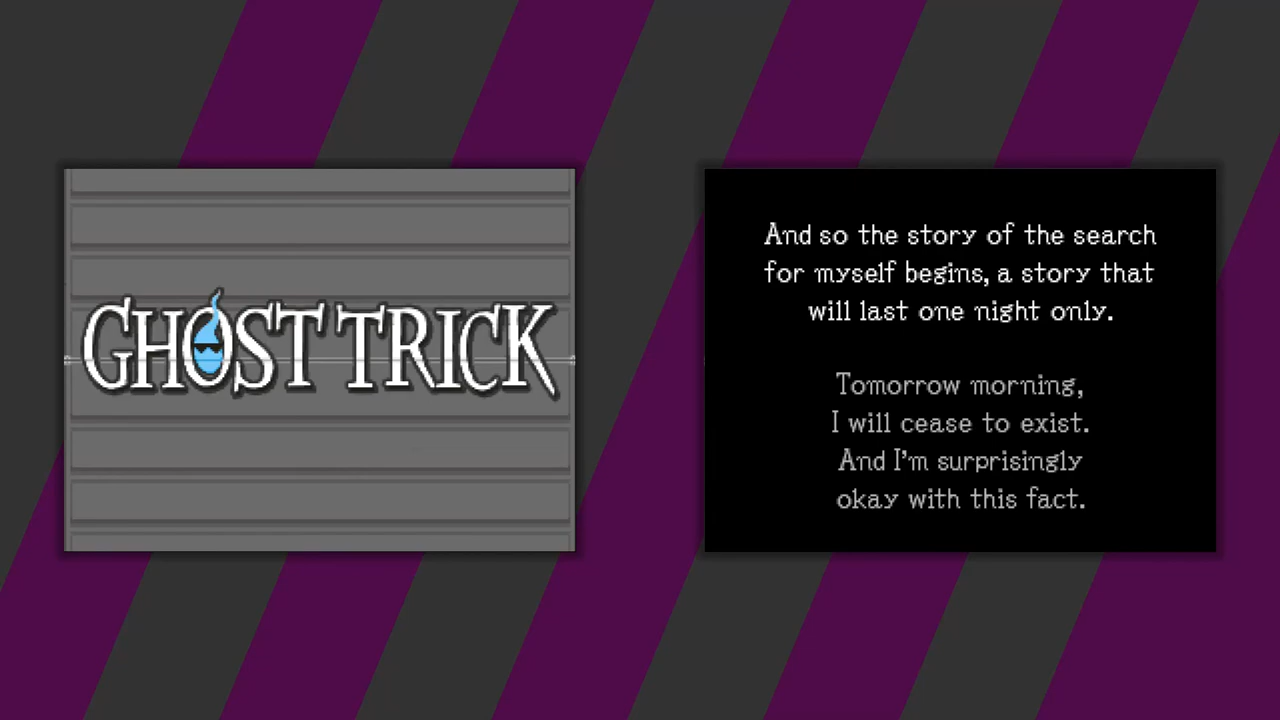 GHOST TRICK
And so the story of the search
for myself begins, a story that
will last one night only.
Tomorrow morning,
I will cease to exist.
And I'm surprisingly
okay with this fact.